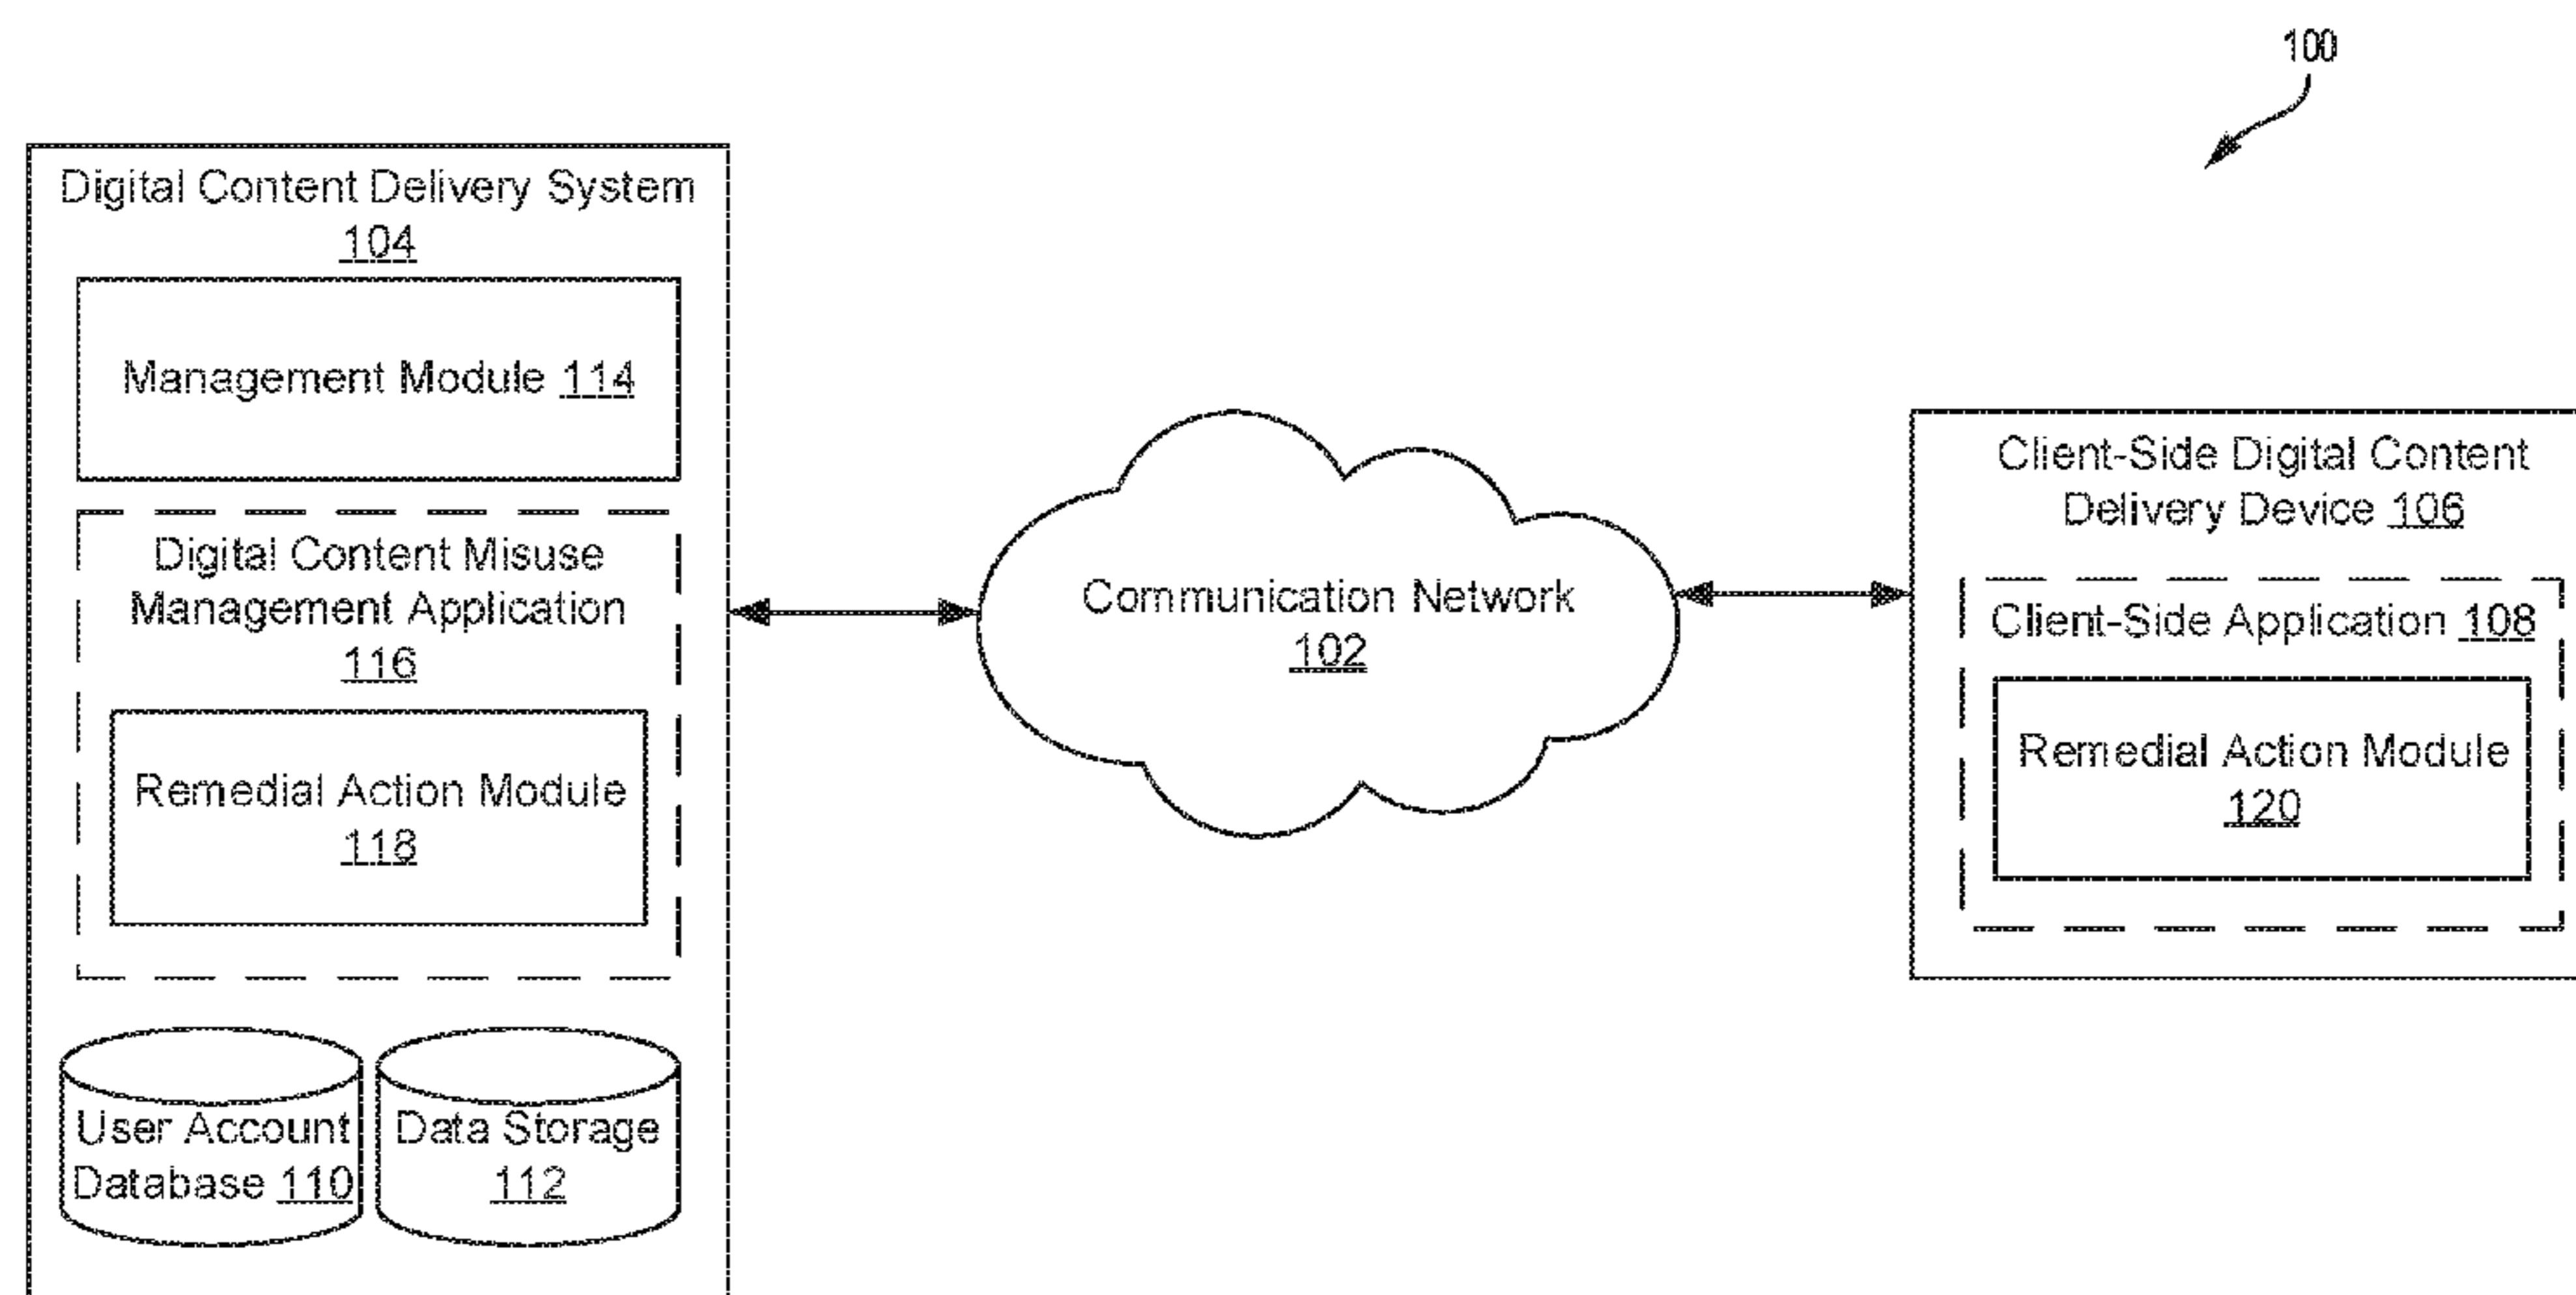 100
Digital Content Delivery System
104
Management Module 114
Digital Content Misuse
Management Application
116
Remedial Action Module
118
User Account
Database 110
Data Storage
112
Communication Network
102
Client-Side Digital Content
Delivery Device 106
Client-Side Application 108
Remedial Action Module
120